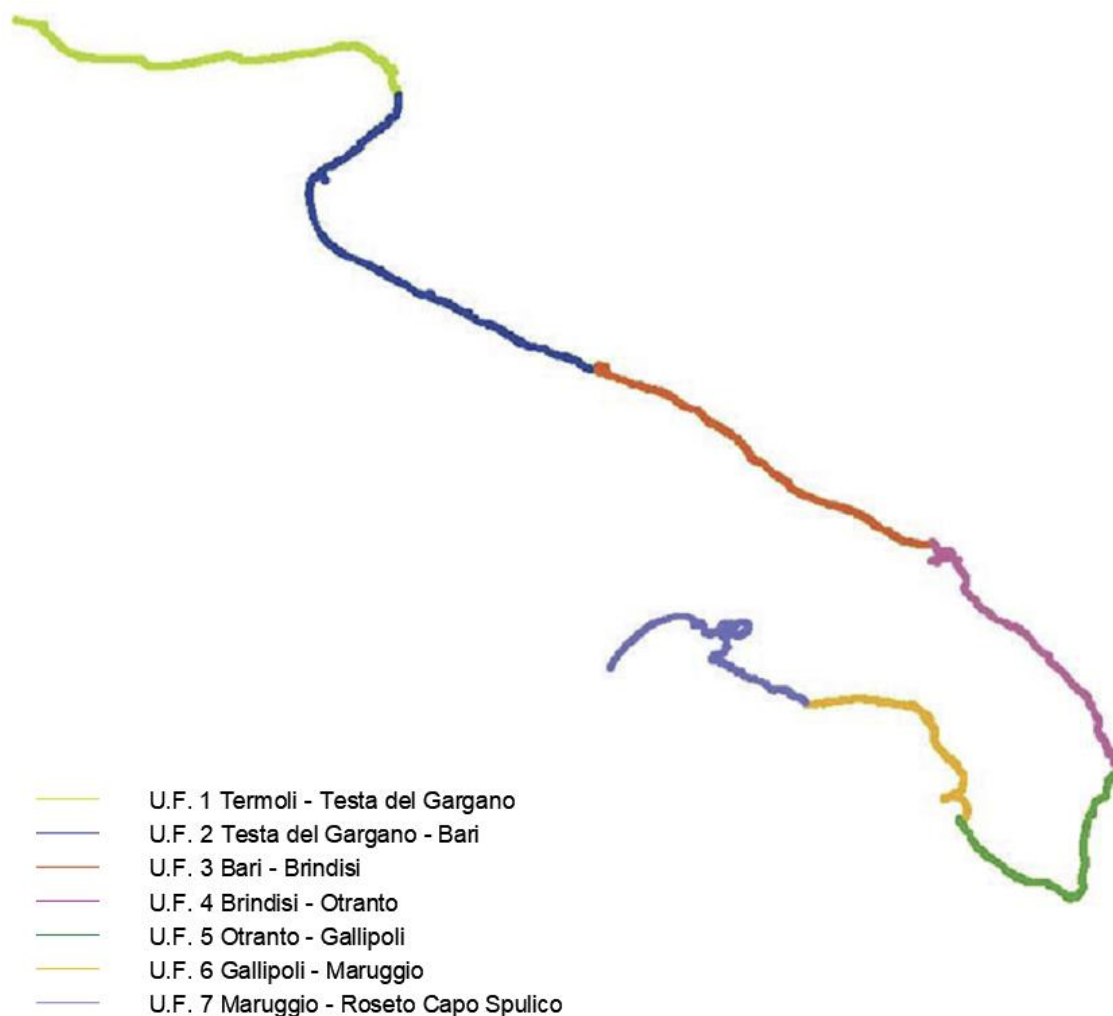 U.F. 1 Termoli - Testa del Gargano
U.F. 2 Testa del Gargano - Bari
U.F. 3 Bari - Brindisi
U.F. 4 Brindisi - Otranto
U.F. 5 Otranto - Gallipoli
U.F. 6 Gallipoli - Maruggio
U.F. 7 Maruggio - Roseto Capo Spulico